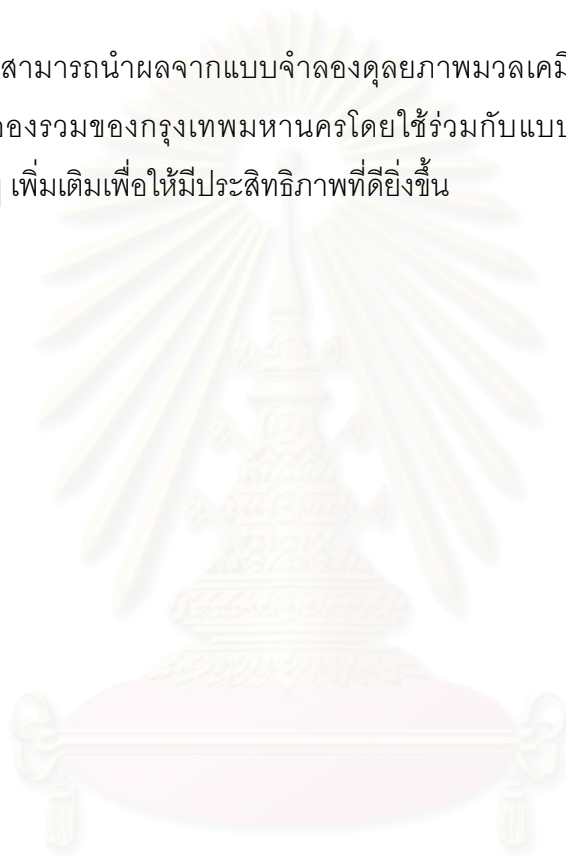 สามารถนำผลจากแบบจำลองดุลยภาพมวลเคมี
องรวมของกรุงเทพมหานครโดยใช้ร่วมกับแบบ
เพิ่มเติมเพื่อให้มีประสิทธิภาพที่ดียิ่งขึ้น